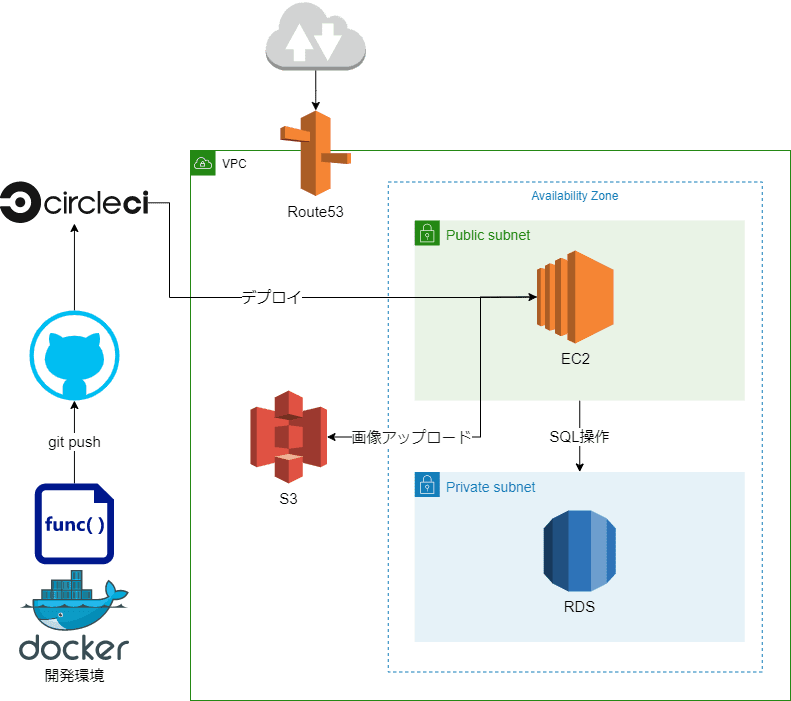 VPC
Route53
Availability Zone
circleci
Public subnet
デプロイ
EC2
画像アップロード
SQL操作
git push
S3
Private subnet
func( )
RDS
docker
開発環境